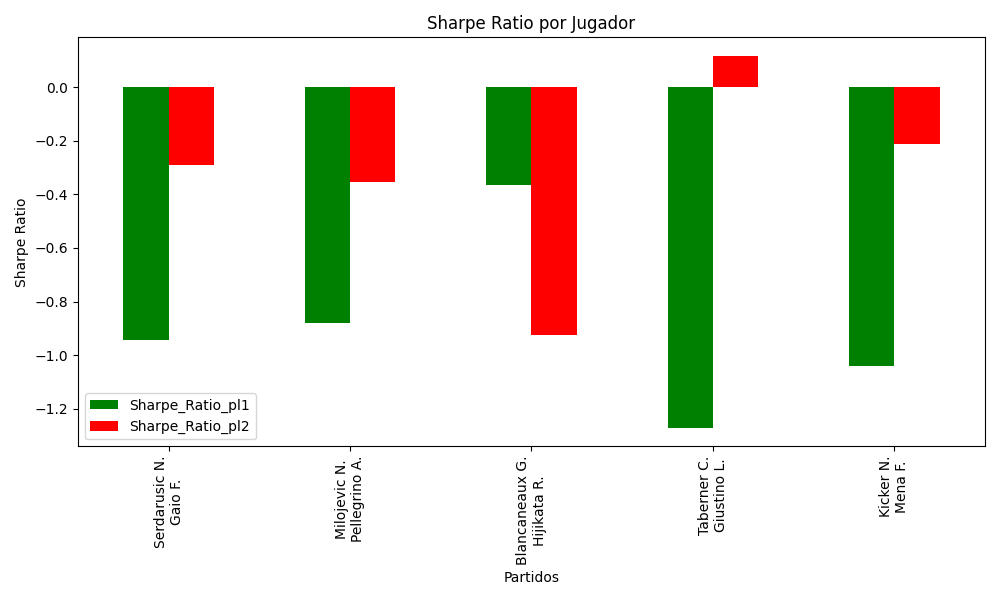 Sharpe Ratio por Jugador
Sharpe Ratio
0.0
−0.2
−0.4
−0.6
−0.8
−1.0
−1.2
Sharpe_Ratio_pl1
Sharpe_Ratio_pl2
Serdarusic N.
Gaio F.
Milojevic N.
Pellegrino A.
Blancaneaux G.
Hijikata R.
Taberner C.
Giustino L.
Kicker N.
Mena F.
Partidos